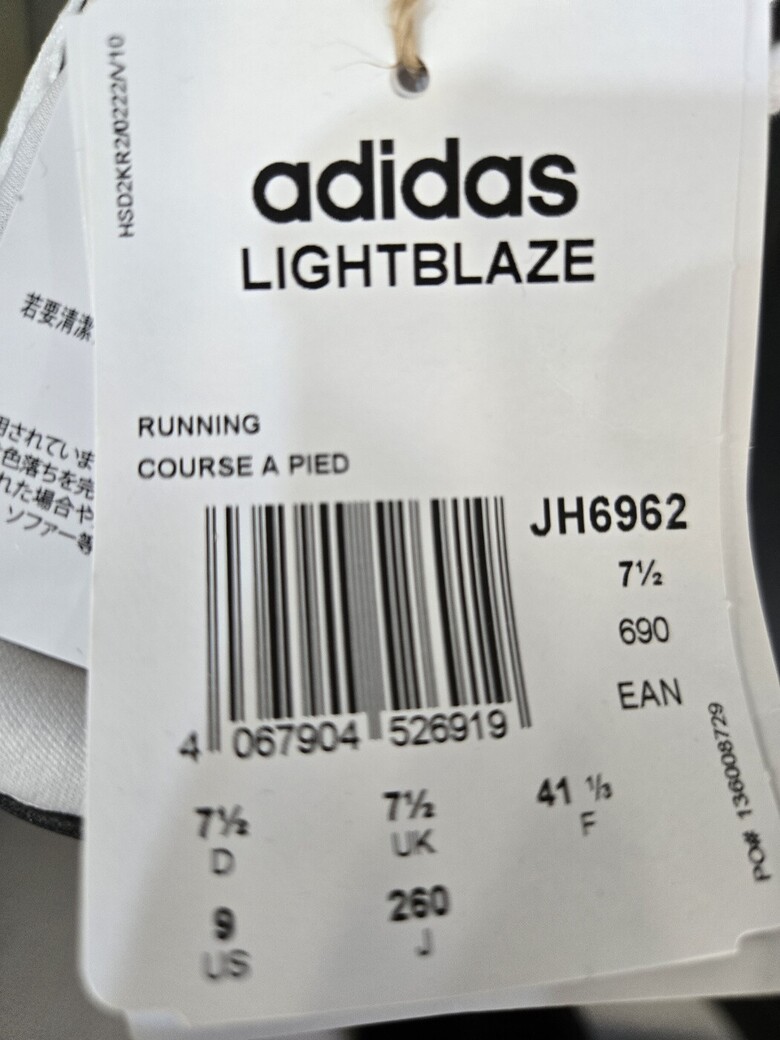 HSD2KR2/0222/V/10
adidas
LIGHTBLAZE
若要清潔
用されていま
色落ちを完
れた場合や
ソファー等
RUNNING
COURSE A PIED
JH6962
7½
690
EAN
4 067904 526919
7½ 7½ 41 ⅓
D UK F
9 260
US J
PO# 136008729